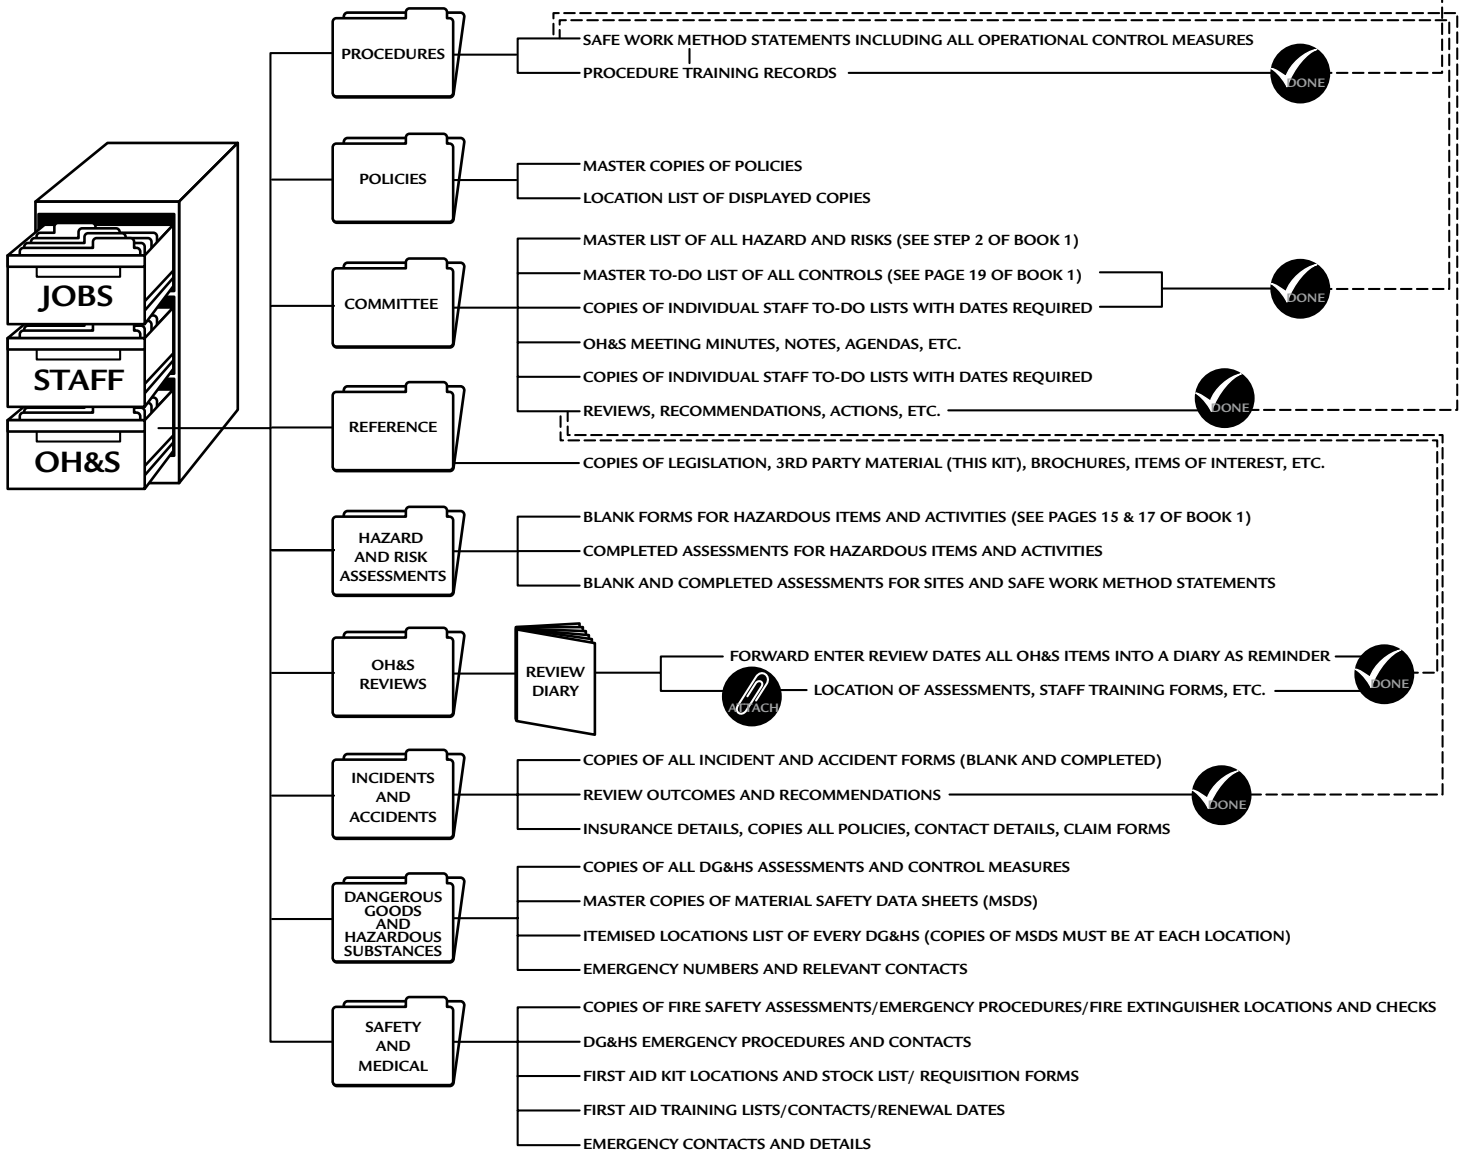 PROCEDURES
SAFE WORK METHOD STATEMENTS INCLUDING ALL OPERATIONAL CONTROL MEASURES
PROCEDURE TRAINING RECORDS
DONE
POLICIES
MASTER COPIES OF POLICIES
LOCATION LIST OF DISPLAYED COPIES
JOBS
STAFF
OH&S
COMMITTEE
MASTER LIST OF ALL HAZARD AND RISKS (SEE STEP 2 OF BOOK 1)
MASTER TO-DO LIST OF ALL CONTROLS (SEE PAGE 19 OF BOOK 1)
COPIES OF INDIVIDUAL STAFF TO-DO LISTS WITH DATES REQUIRED
DONE
OH&S MEETING MINUTES, NOTES, AGENDAS, ETC.
COPIES OF INDIVIDUAL STAFF TO-DO LISTS WITH DATES REQUIRED
REVIEWS, RECOMMENDATIONS, ACTIONS, ETC.
DONE
REFERENCE
COPIES OF LEGISLATION, 3RD PARTY MATERIAL (THIS KIT), BROCHURES, ITEMS OF INTEREST, ETC.
HAZARD
AND RISK
ASSESSMENTS
BLANK FORMS FOR HAZARDOUS ITEMS AND ACTIVITIES (SEE PAGES 15 & 17 OF BOOK 1)
COMPLETED ASSESSMENTS FOR HAZARDOUS ITEMS AND ACTIVITIES
BLANK AND COMPLETED ASSESSMENTS FOR SITES AND SAFE WORK METHOD STATEMENTS
OH&S
REVIEWS
REVIEW
DIARY
FORWARD ENTER REVIEW DATES ALL OH&S ITEMS INTO A DIARY AS REMINDER
ATTACH
LOCATION OF ASSESSMENTS, STAFF TRAINING FORMS, ETC.
DONE
INCIDENTS
AND
ACCIDENTS
COPIES OF ALL INCIDENT AND ACCIDENT FORMS (BLANK AND COMPLETED)
REVIEW OUTCOMES AND RECOMMENDATIONS
DONE
INSURANCE DETAILS, COPIES ALL POLICIES, CONTACT DETAILS, CLAIM FORMS
DANGEROUS
GOODS
AND
HAZARDOUS
SUBSTANCES
COPIES OF ALL DG&HS ASSESSMENTS AND CONTROL MEASURES
MASTER COPIES OF MATERIAL SAFETY DATA SHEETS (MSDS)
ITEMISED LOCATIONS LIST OF EVERY DG&HS (COPIES OF MSDS MUST BE AT EACH LOCATION)
EMERGENCY NUMBERS AND RELEVANT CONTACTS
SAFETY
AND
MEDICAL
COPIES OF FIRE SAFETY ASSESSMENTS/EMERGENCY PROCEDURES/FIRE EXTINGUISHER LOCATIONS AND CHECKS
DG&HS EMERGENCY PROCEDURES AND CONTACTS
FIRST AID KIT LOCATIONS AND STOCK LIST/ REQUISITION FORMS
FIRST AID TRAINING LISTS/CONTACTS/RENEWAL DATES
EMERGENCY CONTACTS AND DETAILS